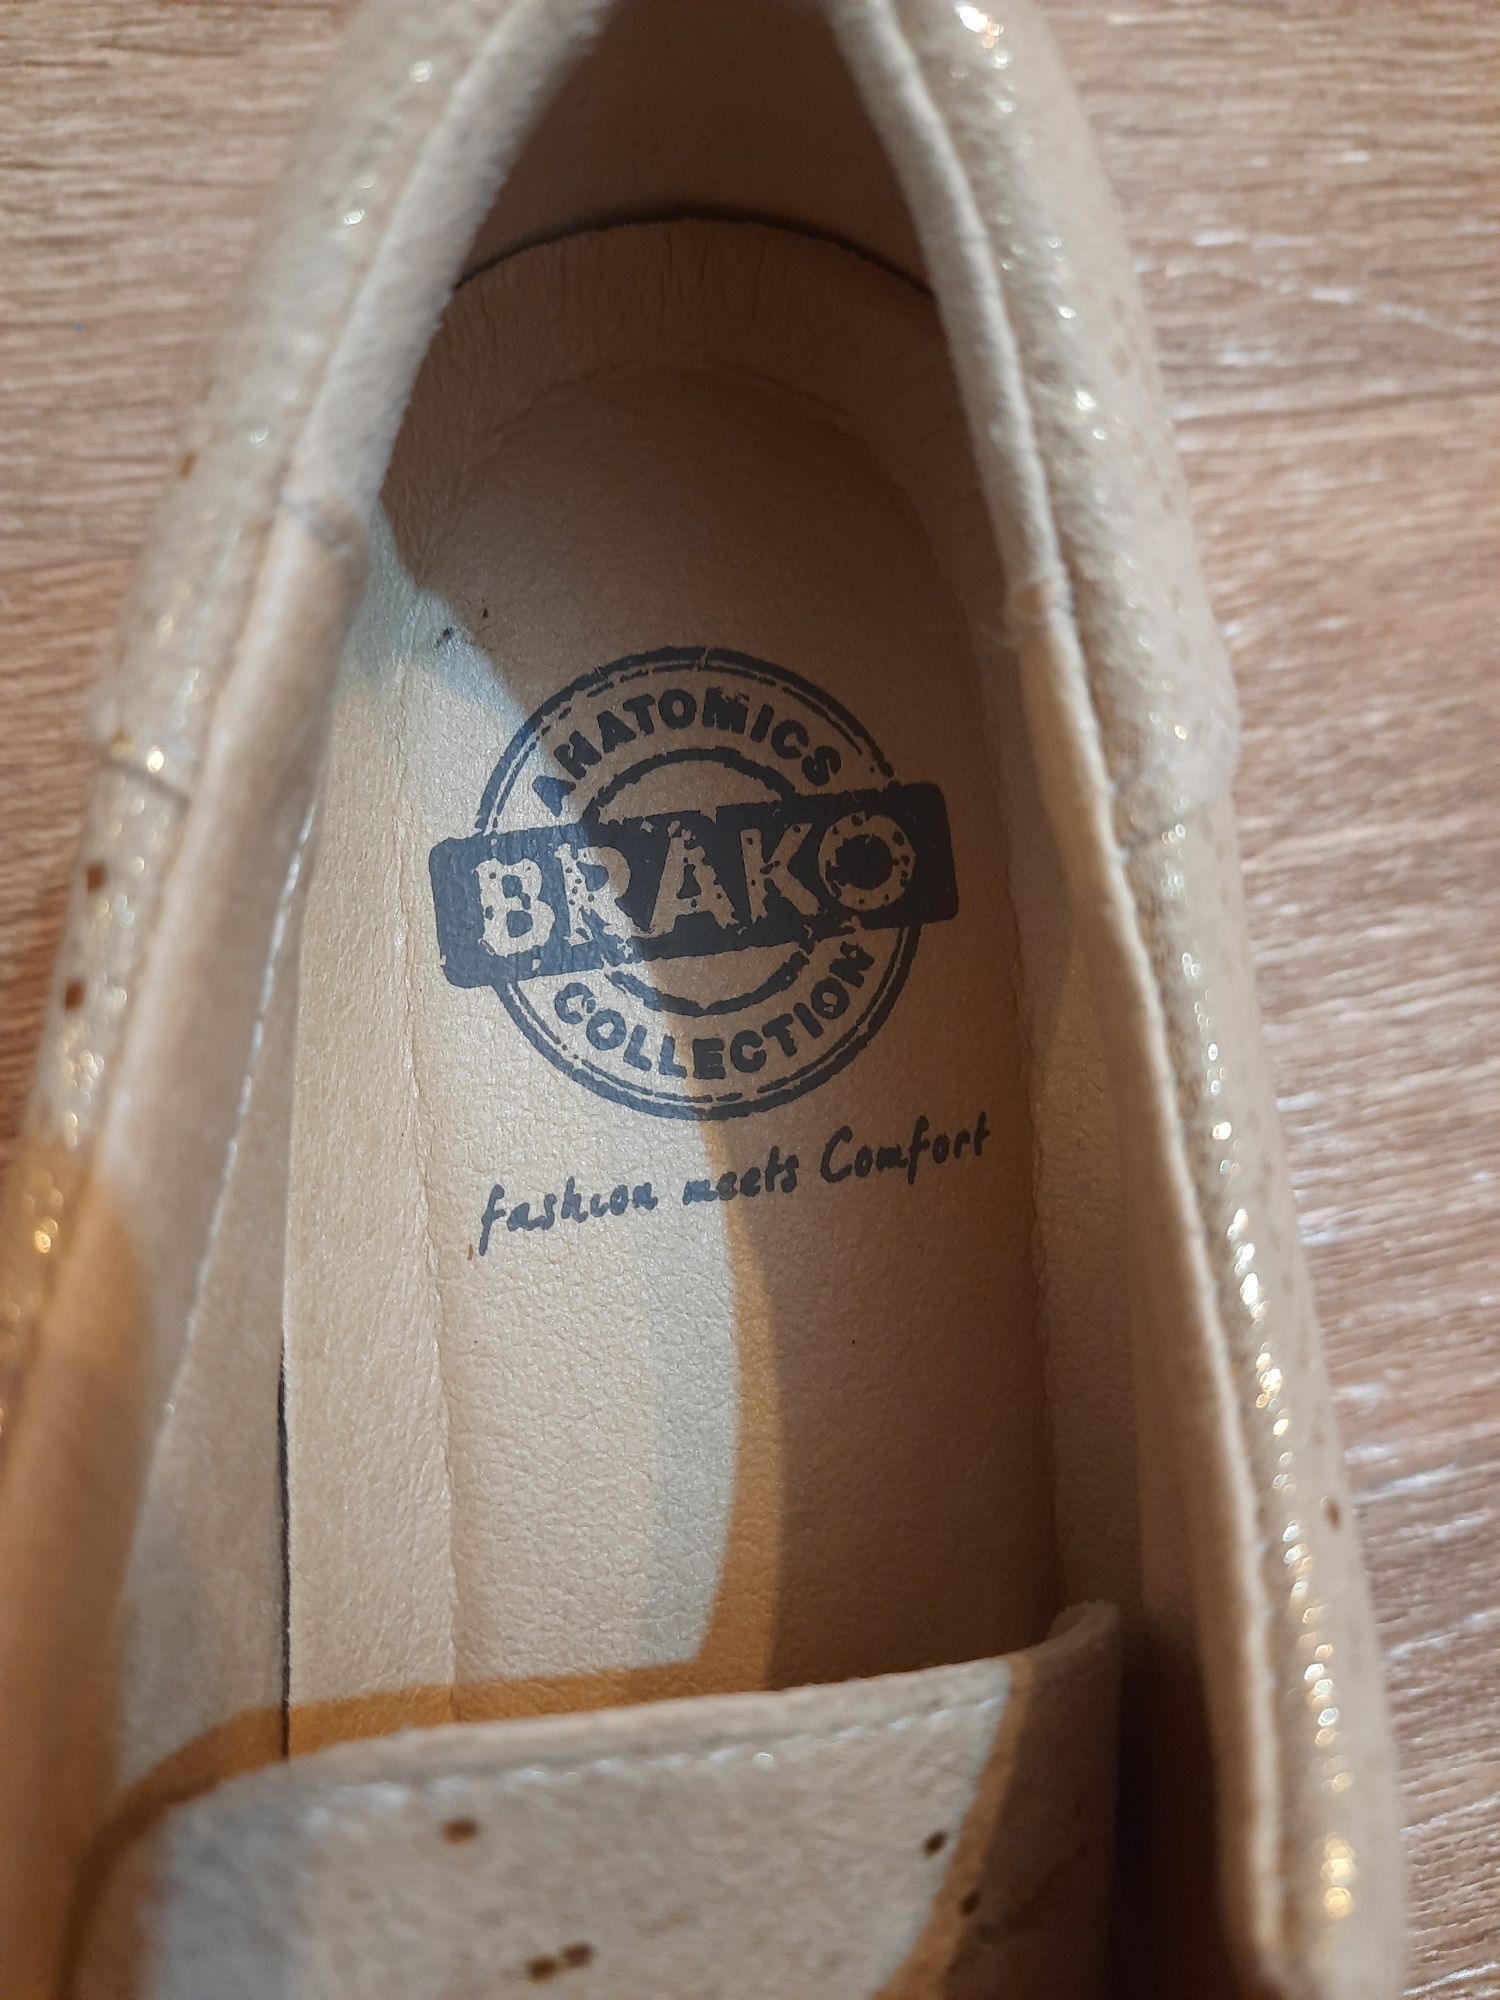 ANATOMICS
BRAKO
COLLECTION
fashion meets Comfort